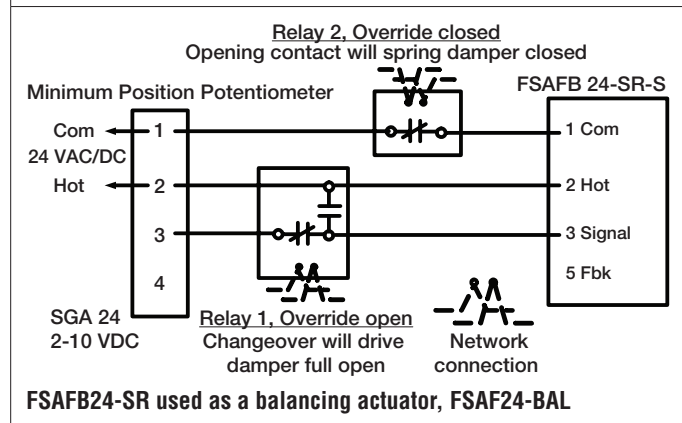 Relay 2, Override closed
Opening contact will spring damper closed
Minimum Position Potentiometer
FSAFB 24-SR-S
Com
1
1 Com
24 VAC/DC
Hot
2
2 Hot
3
3 Signal
4
5 Fbk
SGA 24
2-10 VDC
Relay 1, Override open
Changeover will drive
damper full open
Network
connection
FSAFB24-SR used as a balancing actuator, FSAF24-BAL